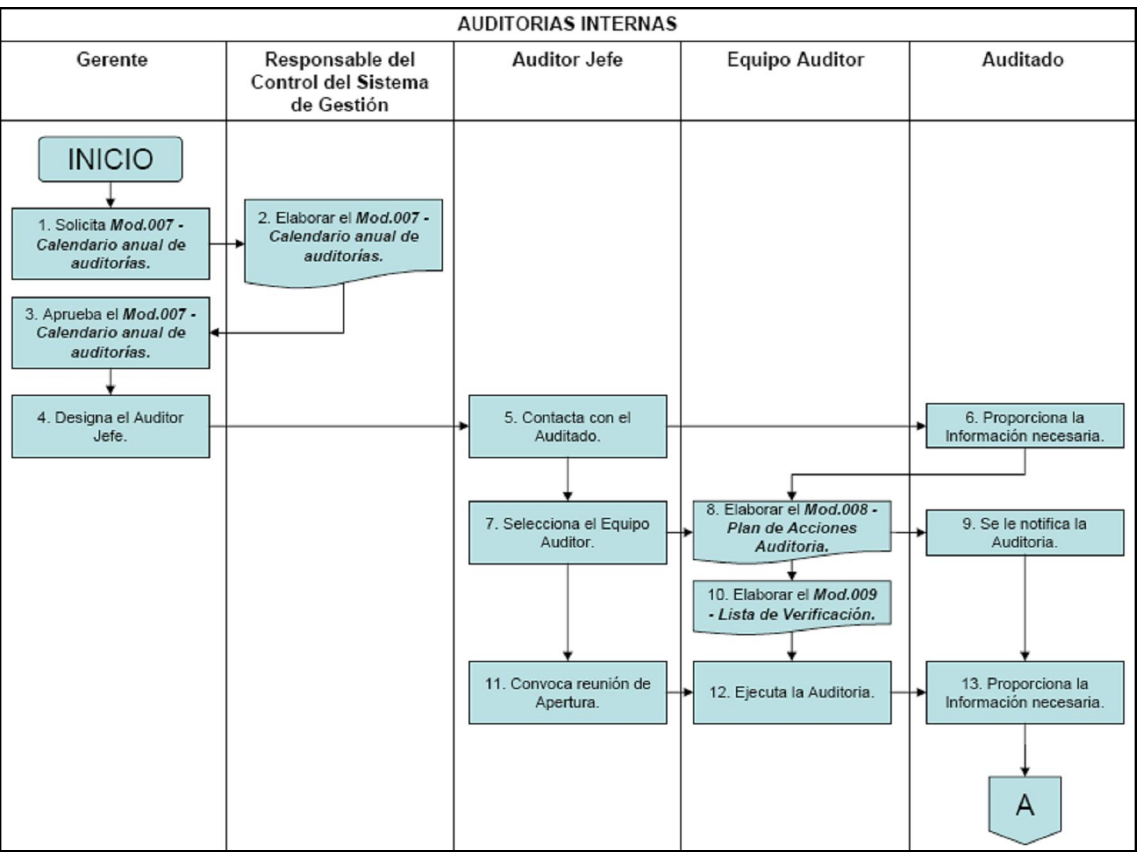 AUDITORIAS INTERNAS
Gerente
Responsable del
Control del Sistema
de Gestión
Auditor Jefe
Equipo Auditor
Auditado
INICIO
1. Solicita Mod.007 -
Calendario anual de
auditorías.
2. Elaborar el Mod.007 -
Calendario anual de
auditorías.
3. Aprueba el Mod.007 -
Calendario anual de
auditorías.
4. Designa el Auditor
Jefe.
5. Contacta con el
Auditado.
6. Proporciona la
Información necesaria.
7. Selecciona el Equipo
Auditor.
8. Elaborar el Mod.008 -
Plan de Acciones
Auditoria.
9. Se le notifica la
Auditoria.
10. Elaborar el Mod.009
- Lista de Verificación.
11. Convoca reunión de
Apertura.
12. Ejecuta la Auditoria.
13. Proporciona la
Información necesaria.
A